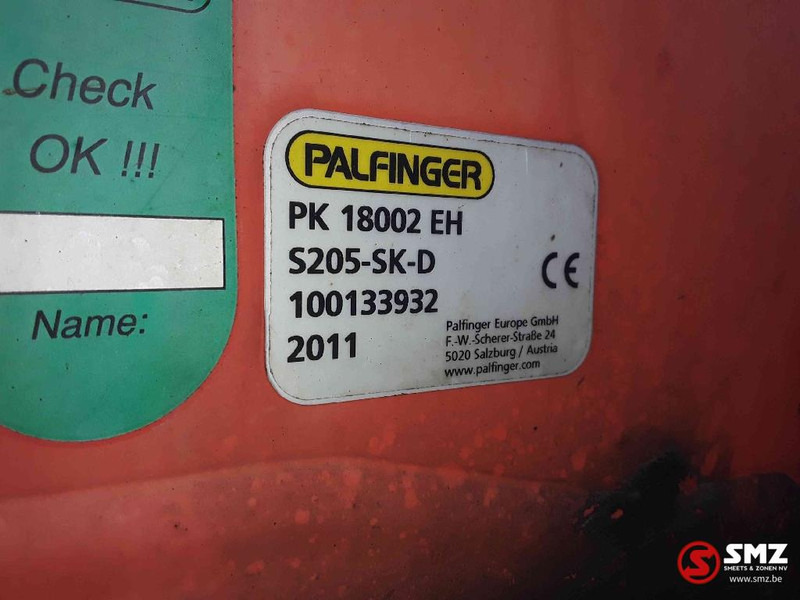 Check
OK !!!
Name:
PALFINGER
PK 18002 EH
S205-SK-D
100133932
2011
CE
Palfinger Europe GmbH
F.-W.-Scherer-Straße 24
5020 Salzburg / Austria
www.palfinger.com
SMZ
SMEETS & ZONEN NV
www.smz.be